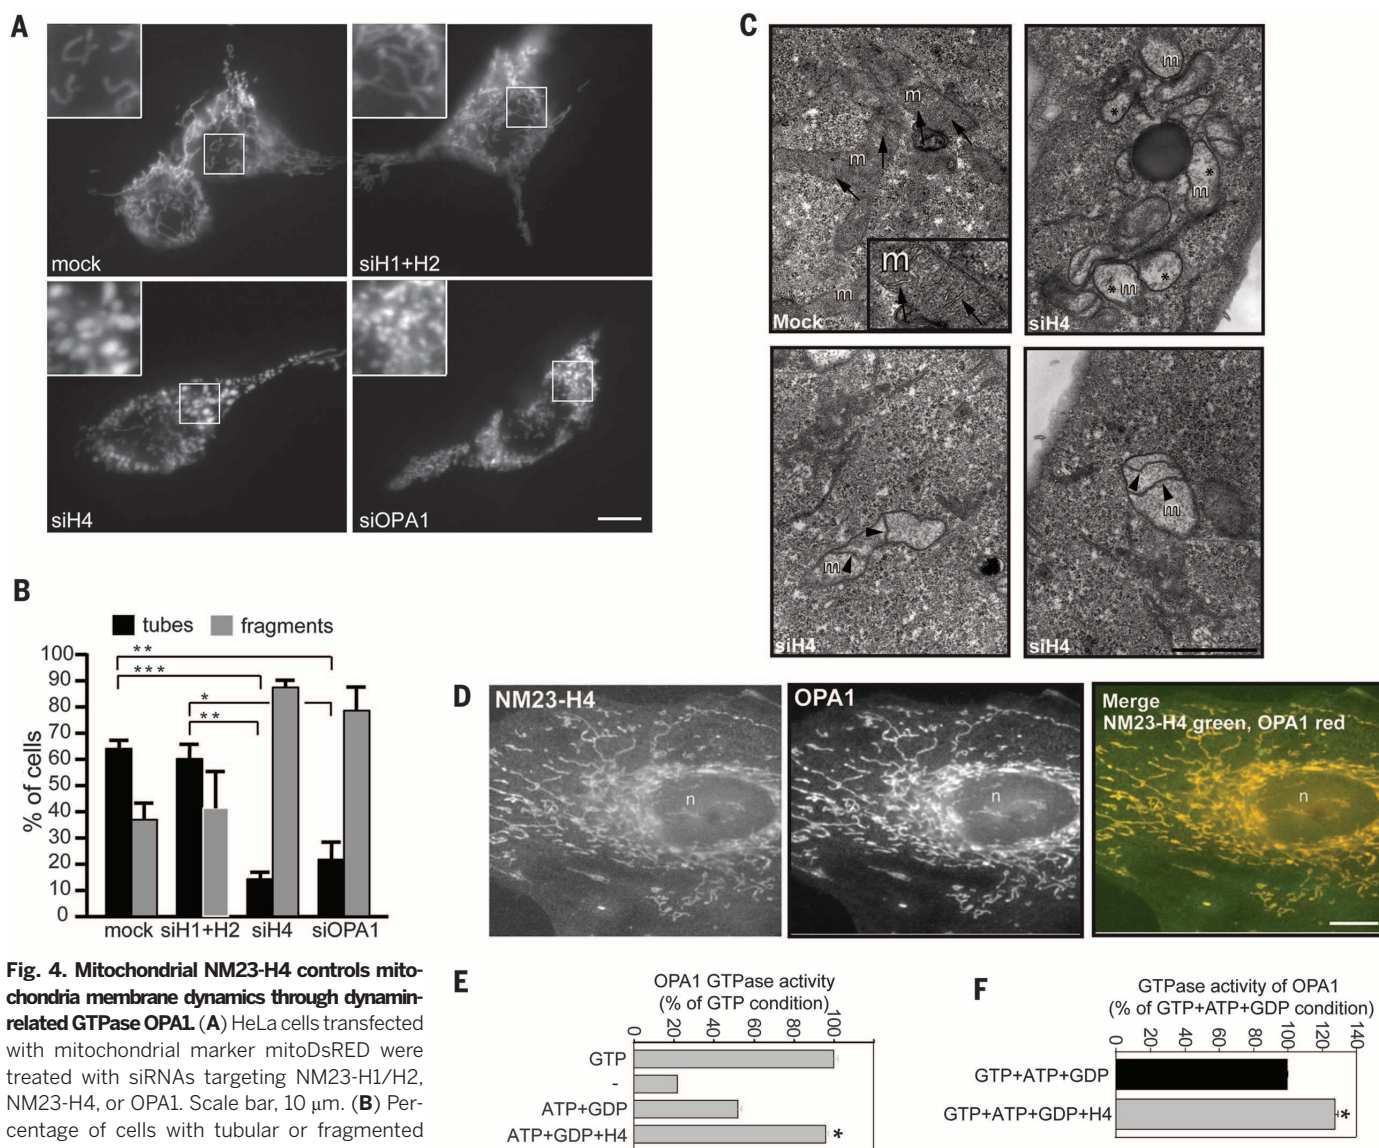 A
mock
siH1+H2
siH4
siOPA1
B
tubes
fragments
% of cells
100
90
80
70
60
50
40
30
20
10
0
**
***
*
**
mock siH1+H2 siH4 siOPA1
Fig. 4. Mitochondrial NM23-H4 controls mito-
chondria membrane dynamics through dynamin-
related GTPase OPA1. (A) HeLa cells transfected
with mitochondrial marker mitoDsRED were
treated with siRNAs targeting NM23-H1/H2,
NM23-H4, or OPA1. Scale bar, 10 μm. (B) Per-
centage of cells with tubular or fragmented
C
m
m
m
m
Mock
m
*
*
m
* m *
siH4
m
siH4
m
siH4
D
NM23-H4
n
OPA1
n
Merge
NM23-H4 green, OPA1 red
E
OPA1 GTPase activity
(% of GTP condition)
0 20 40 60 80 100
GTP
-
ATP+GDP
ATP+GDP+H4
*
F
GTPase activity of OPA1
(% of GTP+ATP+GDP condition)
0 20 40 60 80 100 120 140
GTP+ATP+GDP
GTP+ATP+GDP+H4
*